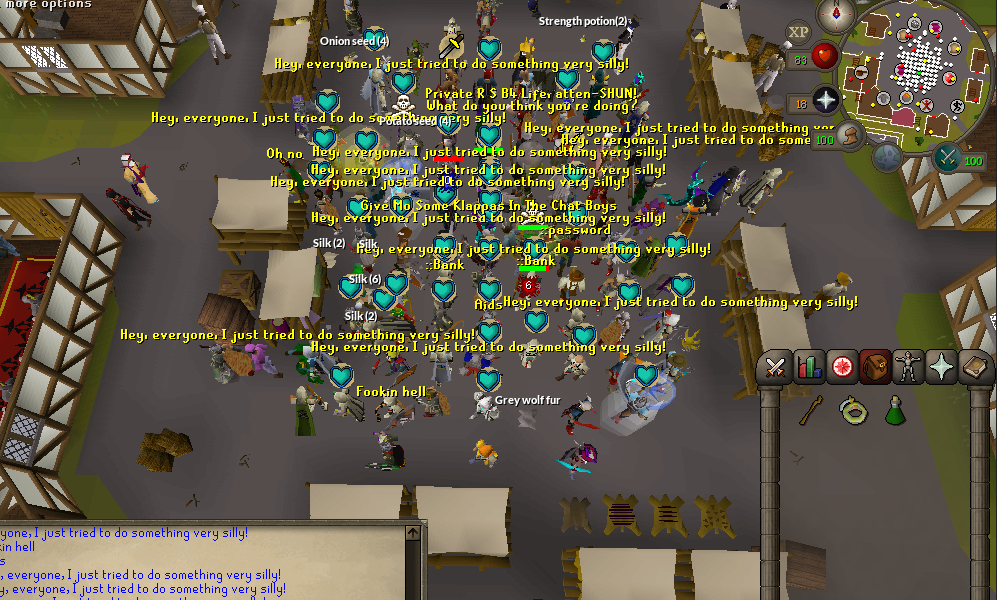 more options
Strength potion(2)
Onion seed (4)
XP
Hey, everyone, I just tried to do something very silly!
83
Private R S B4 Life, atten-SHUN!
What do you think you're doing?
18
Hey, everyone, I just tried to do something very silly!
Potato seed (4)
Hey, everyone, I just tried to do something ver
Hey, everyone, I just tried to do some
100
Oh no
Hey, everyone, I just tried to do something very silly!
100
Hey, everyone, I just tried to do something very silly!
Hey, everyone, I just tried to do something very silly!
Give Me Some Klappas In The Chat Boys
Hey, everyone, I just tried to do something very silly!
password
Silk (2)
Silk
Hey, everyone, I just tried to do something very silly!
::Bank
::Bank
Silk (6)
6
Aids
Hey, everyone, I just tried to do something very silly!
Silk (2)
Hey, everyone, I just tried to do something very silly!
Hey, everyone, I just tried to do something very silly!
Fookin hell
Grey wolf fur
yone, I just tried to do something very silly!
in hell
s
, everyone, I just tried to do something very silly!
y, everyone, I just tried to do something very silly!